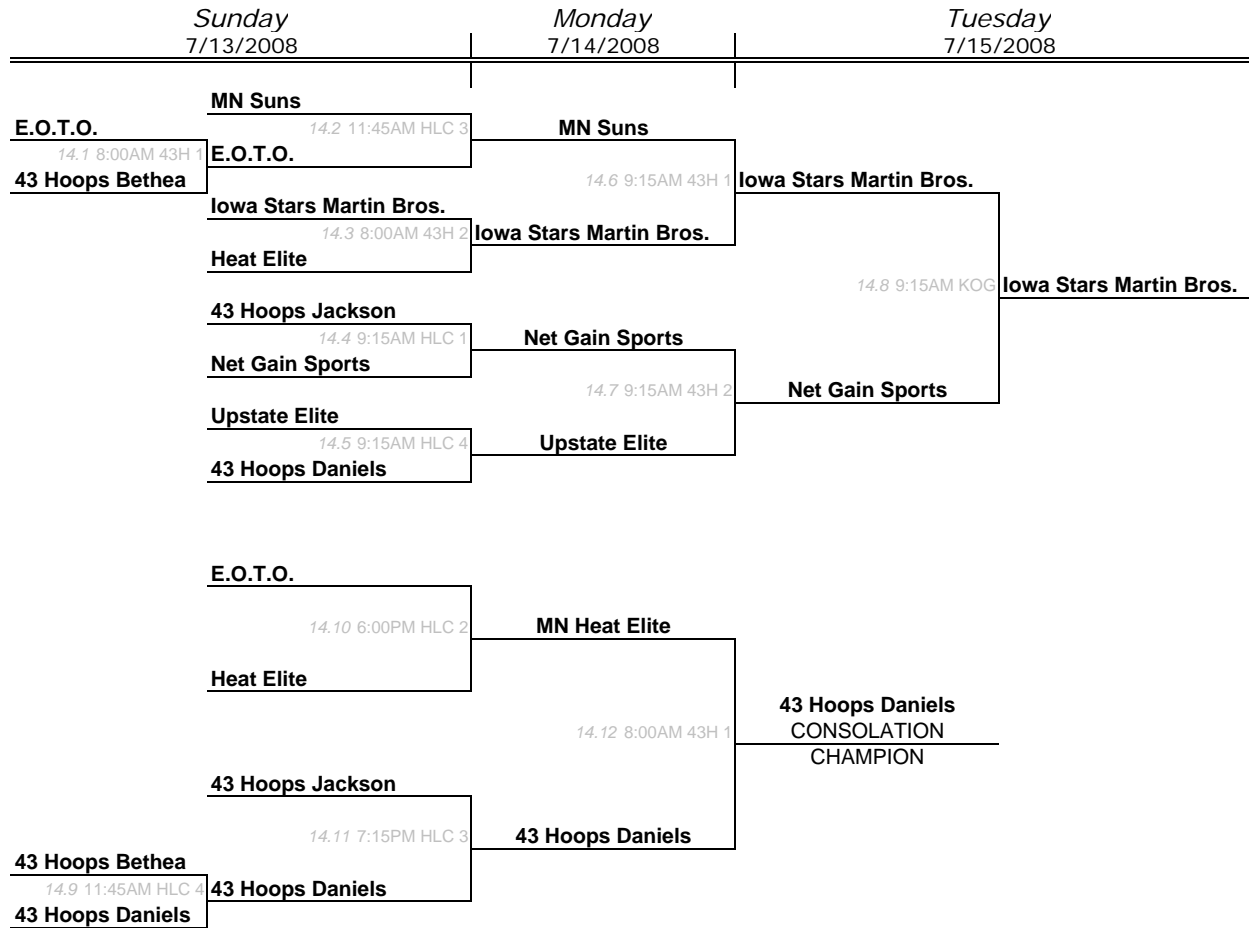 Sunday Monday Tuesday
7/13/2008 7/14/2008 7/15/2008
MN Suns
E.O.T.O. 14.2 11:45AM HLC 3 MN Suns
14.1 8:00AM 43H 1 E.O.T.O.
43 Hoops Bethea 14.6 9:15AM 43H 1 Iowa Stars Martin Bros.
Iowa Stars Martin Bros.
14.3 8:00AM 43H 2 Iowa Stars Martin Bros.
Heat Elite
14.8 9:15AM KOG Iowa Stars Martin Bros.
43 Hoops Jackson
14.4 9:15AM HLC 1 Net Gain Sports
Net Gain Sports
14.7 9:15AM 43H 2 Net Gain Sports
Upstate Elite
14.5 9:15AM HLC 4 Upstate Elite
43 Hoops Daniels
E.O.T.O.
14.10 6:00PM HLC 2 MN Heat Elite
Heat Elite
43 Hoops Daniels
14.12 8:00AM 43H 1 CONSOLATION
CHAMPION
43 Hoops Jackson
14.11 7:15PM HLC 3 43 Hoops Daniels
43 Hoops Bethea
14.9 11:45AM HLC 4 43 Hoops Daniels
43 Hoops Daniels